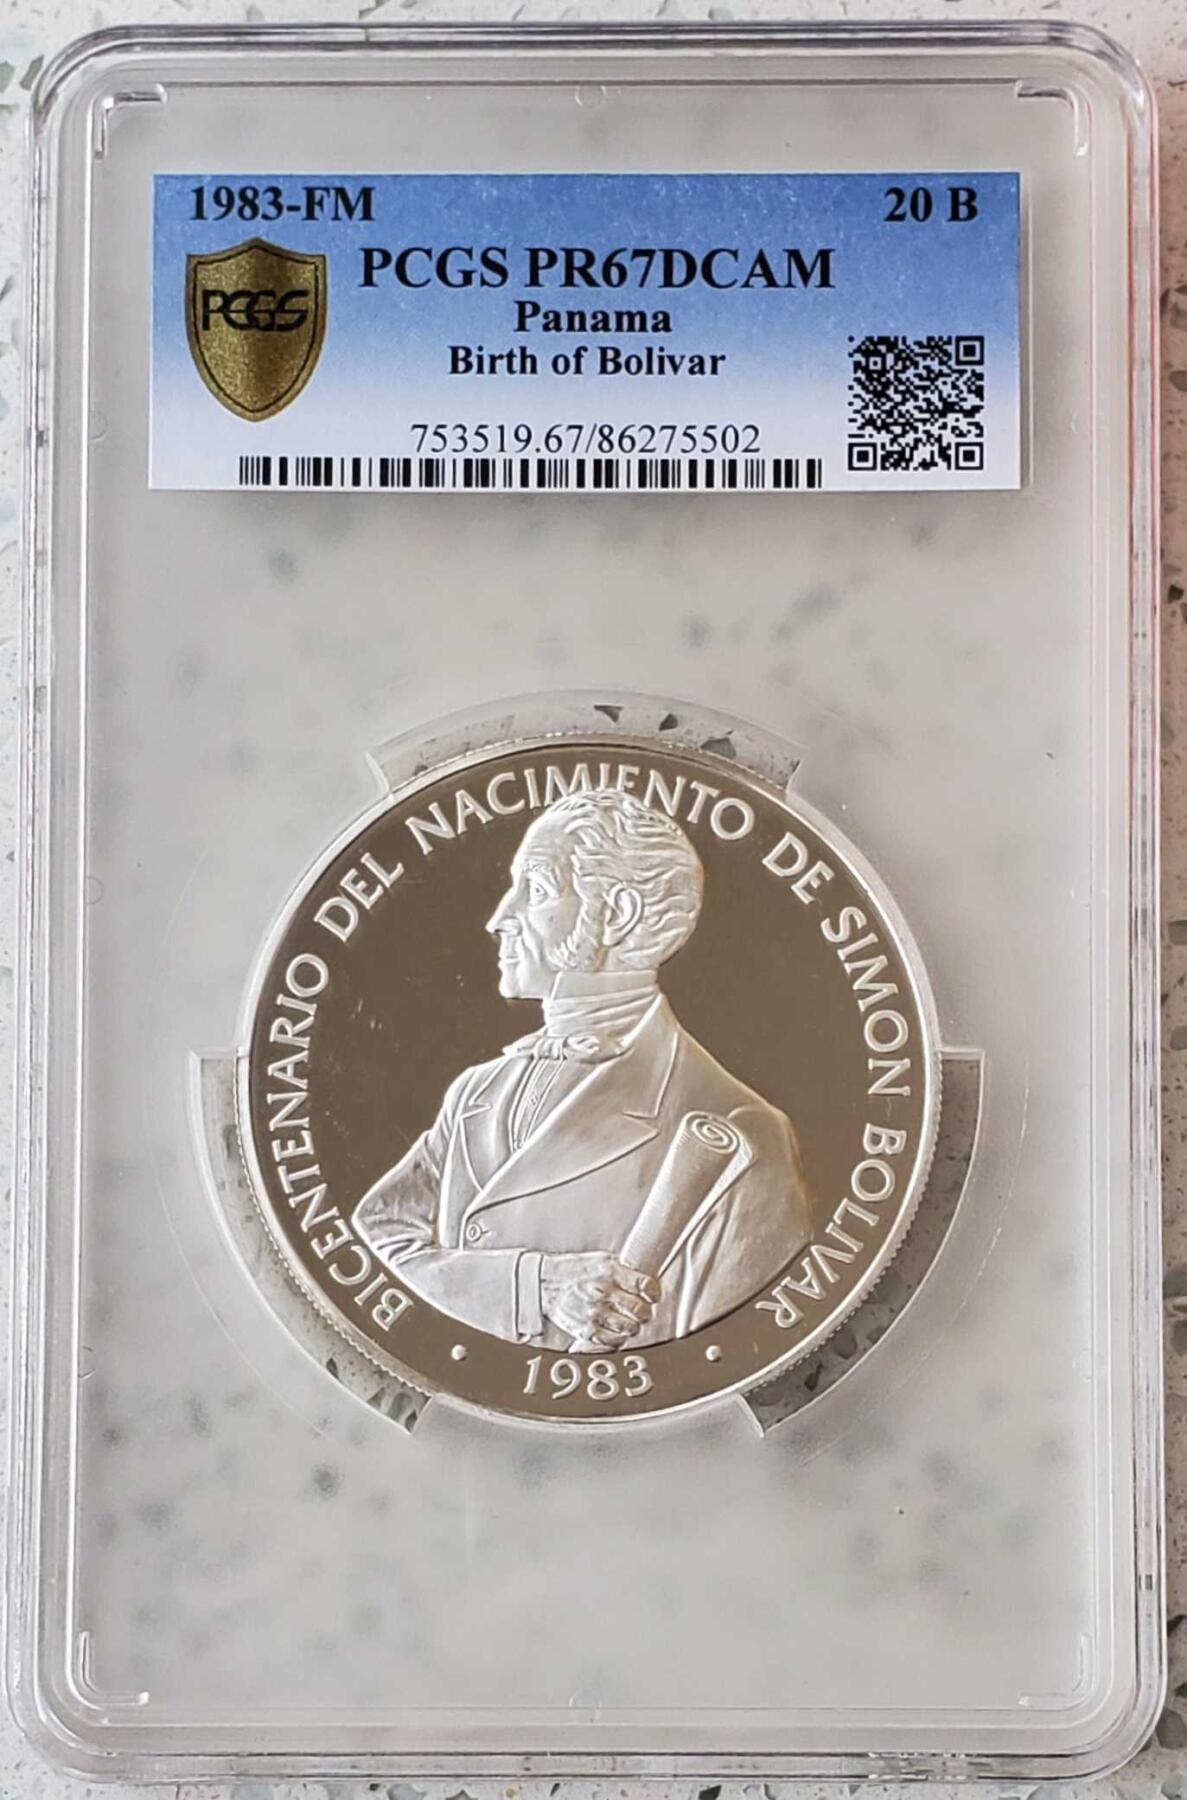 1983-FM 20 B
PCGS PR67DCAM
PCGS
Panama
Birth of Bolivar
753519.67/86275502
BICENTENARIO DEL NACIMIENTO DE SIMON BOLIVAR
• 1983 •